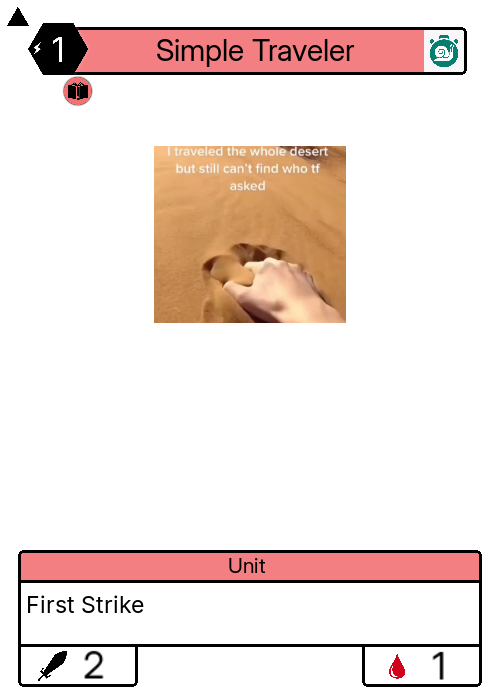 1
Simple Traveler
I traveled the whole desert
but still can't find who tf
asked
Unit
First Strike
2
1